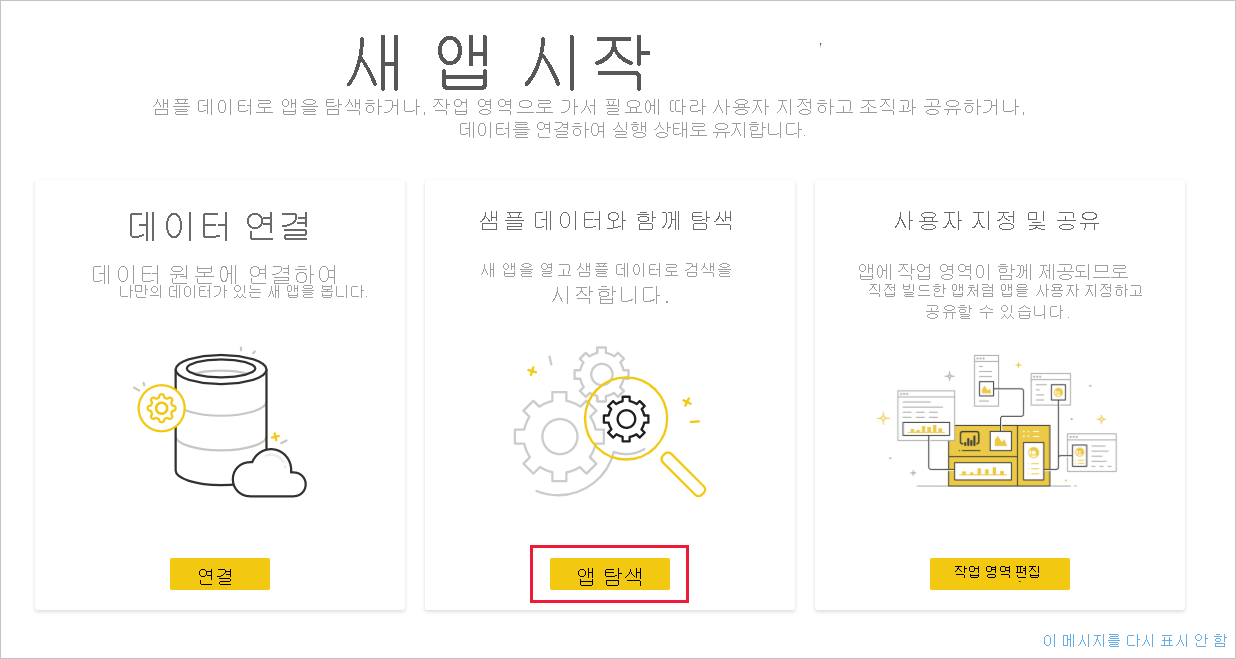 새 앱 시작
샘플 데이터로 앱을 탐색하거나, 작업 영역으로 가서 필요에 따라 사용자 지정하고 조직과 공유하거나,
데이터를 연결하여 실행 상태로 유지합니다.
데이터 연결
데이터 원본에 연결하여
나만의 데이터가 있는 새 앱을 봅니다.
연결
샘플 데이터와 함께 탐색
새 앱을 열고 샘플 데이터로 검색을
시작합니다.
앱 탐색
사용자 지정 및 공유
앱에 작업 영역이 함께 제공되므로
직접 빌드한 앱처럼 앱을 사용자 지정하고
공유할 수 있습니다.
작업 영역 편집
이 메시지를 다시 표시 안 함